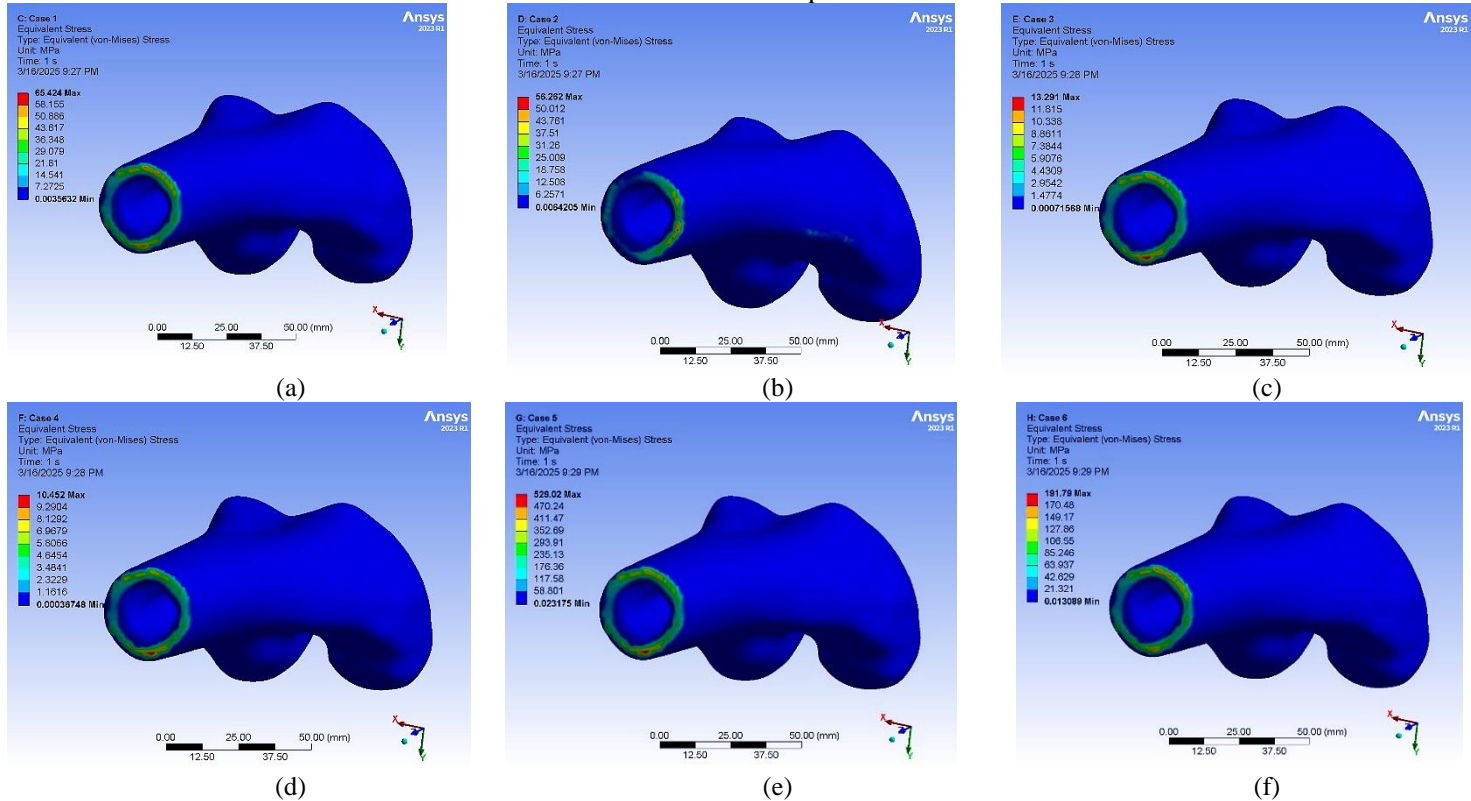 C: Case 1
Equivalent Stress
Type: Equivalent (von-Mises) Stress
Unit: MPa
Time: 1 s
3/16/2025 9:27 PM
Ansys
2023 R1
65.424 Max
58.155
50.886
43.617
36.348
29.079
21.81
14.541
7.2725
0.0035632 Min
X
Z
Y
0.00 25.00 50.00 (mm)
12.50 37.50
(a)
D: Case 2
Equivalent Stress
Type: Equivalent (von-Mises) Stress
Unit: MPa
Time: 1 s
3/16/2025 9:27 PM
Ansys
2023 R1
56.262 Max
50.012
43.761
37.51
31.26
25.009
18.758
12.508
6.2571
0.0064205 Min
X
Z
Y
0.00 25.00 50.00 (mm)
12.50 37.50
(b)
E: Case 3
Equivalent Stress
Type: Equivalent (von-Mises) Stress
Unit: MPa
Time: 1 s
3/16/2025 9:28 PM
Ansys
2023 R1
13.291 Max
11.815
10.338
8.8611
7.3844
5.9076
4.4309
2.9542
1.4774
0.00071568 Min
X
Z
Y
0.00 25.00 50.00 (mm)
12.50 37.50
(c)
F: Case 4
Equivalent Stress
Type: Equivalent (von-Mises) Stress
Unit: MPa
Time: 1 s
3/16/2025 9:28 PM
Ansys
2023 R1
10.452 Max
9.2904
8.1292
6.9679
5.8066
4.6454
3.4841
2.3229
1.1616
0.00036748 Min
X
Z
Y
0.00 25.00 50.00 (mm)
12.50 37.50
(d)
G: Case 5
Equivalent Stress
Type: Equivalent (von-Mises) Stress
Unit: MPa
Time: 1 s
3/16/2025 9:29 PM
Ansys
2023 R1
529.02 Max
470.24
411.47
352.69
293.91
235.13
176.36
117.58
58.801
0.023175 Min
X
Z
Y
0.00 25.00 50.00 (mm)
12.50 37.50
(e)
H: Case 6
Equivalent Stress
Type: Equivalent (von-Mises) Stress
Unit: MPa
Time: 1 s
3/16/2025 9:29 PM
Ansys
2023 R1
191.79 Max
170.48
149.17
127.86
106.55
85.246
63.937
42.629
21.321
0.013089 Min
X
Z
Y
0.00 25.00 50.00 (mm)
12.50 37.50
(f)